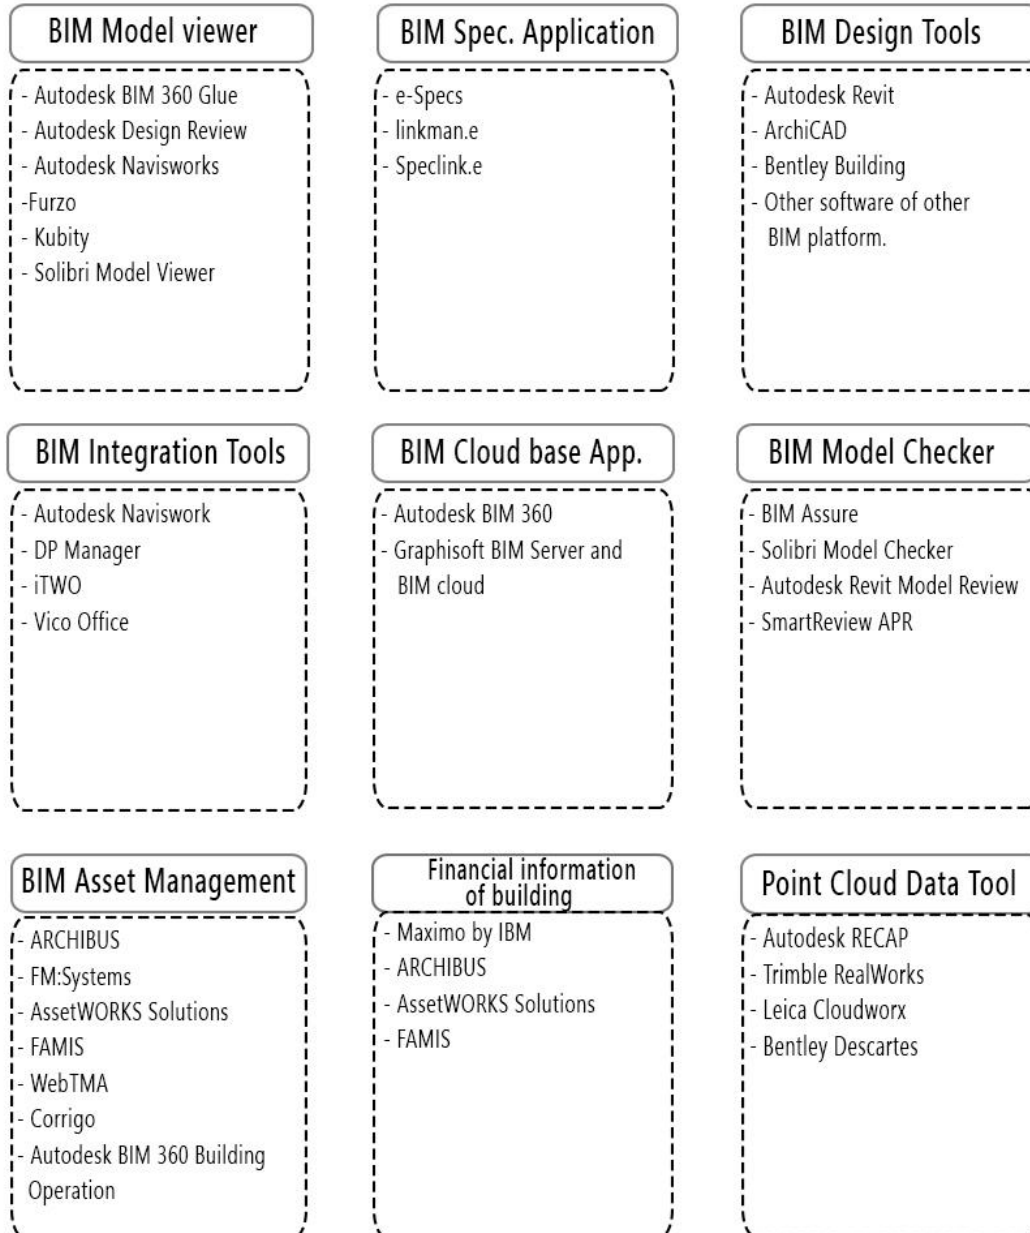 BIM Model viewer
- Autodesk BIM 360 Glue
- Autodesk Design Review
- Autodesk Navisworks
-Furzo
- Kubity
- Solibri Model Viewer
BIM Spec. Application
- e-Specs
- linkman.e
- Speclink.e
BIM Design Tools
- Autodesk Revit
- ArchiCAD
- Bentley Building
- Other software of other
BIM platform.
BIM Integration Tools
- Autodesk Naviswork
- DP Manager
- iTWO
- Vico Office
BIM Cloud base App.
- Autodesk BIM 360
- Graphisoft BIM Server and
BIM cloud
BIM Model Checker
- BIM Assure
- Solibri Model Checker
- Autodesk Revit Model Review
- SmartReview APR
BIM Asset Management
- ARCHIBUS
- FM:Systems
- AssetWORKS Solutions
- FAMIS
- WebTMA
- Corrigo
- Autodesk BIM 360 Building
Operation
Financial information
of building
- Maximo by IBM
- ARCHIBUS
- AssetWORKS Solutions
- FAMIS
Point Cloud Data Tool
- Autodesk RECAP
- Trimble RealWorks
- Leica Cloudworx
- Bentley Descartes